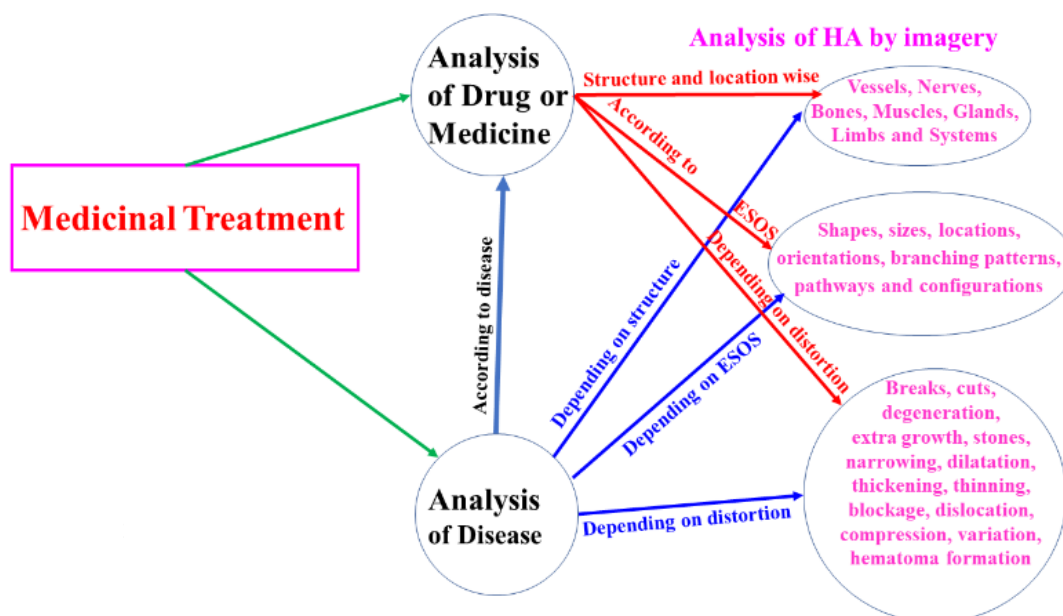 Analysis
of Drug or
Medicine
Analysis of HA by imagery
Structure and location wise
Vessels, Nerves,
Bones, Muscles, Glands,
Limbs and Systems
According to
ESOS
Medicinal Treatment
Shapes, sizes, locations,
orientations, branching patterns,
pathways and configurations
Depending on distortion
Depending on structure
According to disease
Depending on ESOS
Breaks, cuts,
degeneration,
extra growth, stones,
narrowing, dilatation,
thickening, thinning,
blockage, dislocation,
compression, variation,
hematoma formation
Analysis
of Disease
Depending on distortion